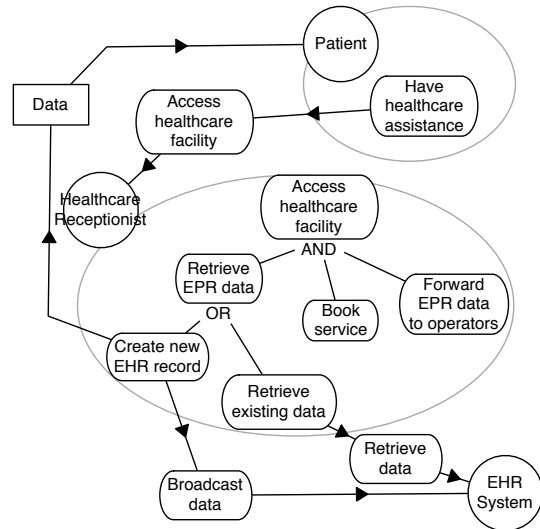 Patient
Data
Access
healthcare
facility
Have
healthcare
assistance
Healthcare
Receptionist
Access
healthcare
facility
AND
Retrieve
EPR data
Book
service
Forward
EPR data
to operators
OR
Create new
EHR record
Retrieve
existing data
Retrieve
data
Broadcast
data
EHR
System